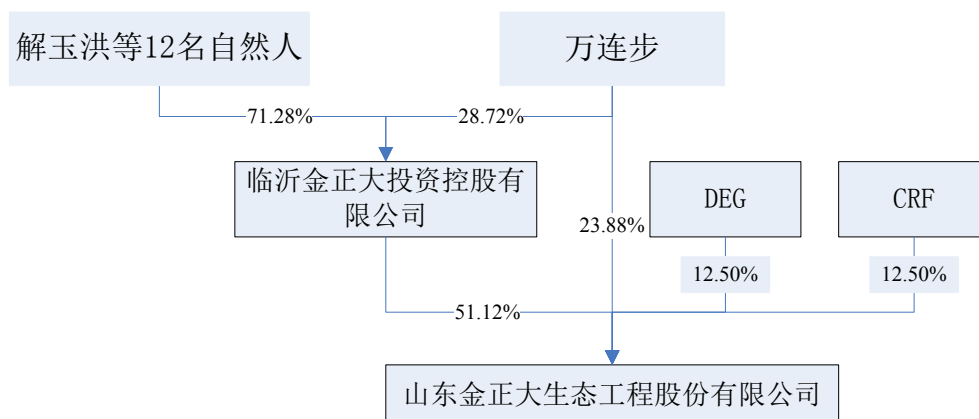 解玉洪等12名自然人
万连步
71.28%
28.72%
临沂金正大投资控股有
限公司
DEG
CRF
23.88%
12.50%
12.50%
51.12%
山东金正大生态工程股份有限公司